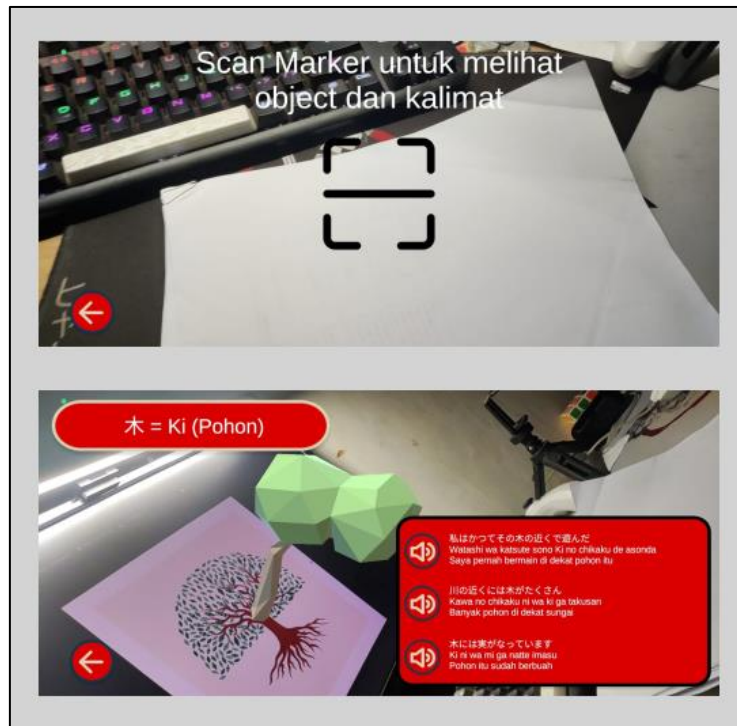 Scan Marker untuk melihat
object dan kalimat
木 = Ki (Pohon)
私はかつてその木の近くで遊んだ
Watashi wa katsute sono Ki no chikaku de asonda
Saya pernah bermain di dekat pohon itu
川の近くには木がたくさん
Kawa no chikaku ni wa ki ga takusan
Banyak pohon di dekat sungai
木には実がなっています
Ki ni wa mi ga natte imasu
Pohon itu sudah berbuah